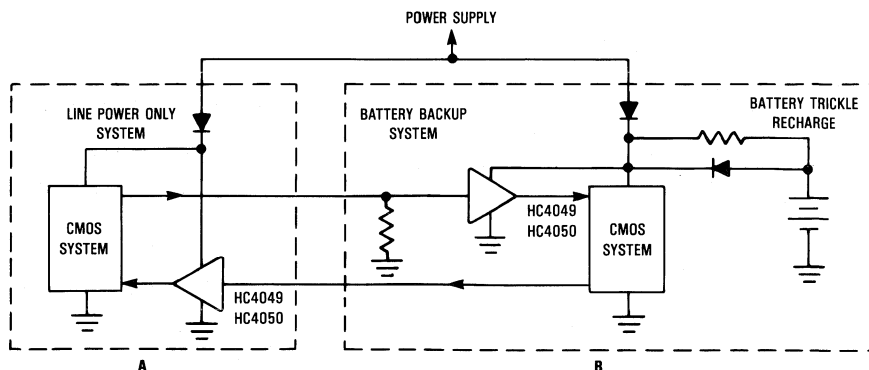 POWER SUPPLY
LINE POWER ONLY
SYSTEM
BATTERY BACKUP
SYSTEM
BATTERY TRICKLE
RECHARGE
CMOS
SYSTEM
HC4049
HC4050
CMOS
SYSTEM
HC4049
HC4050
A
B